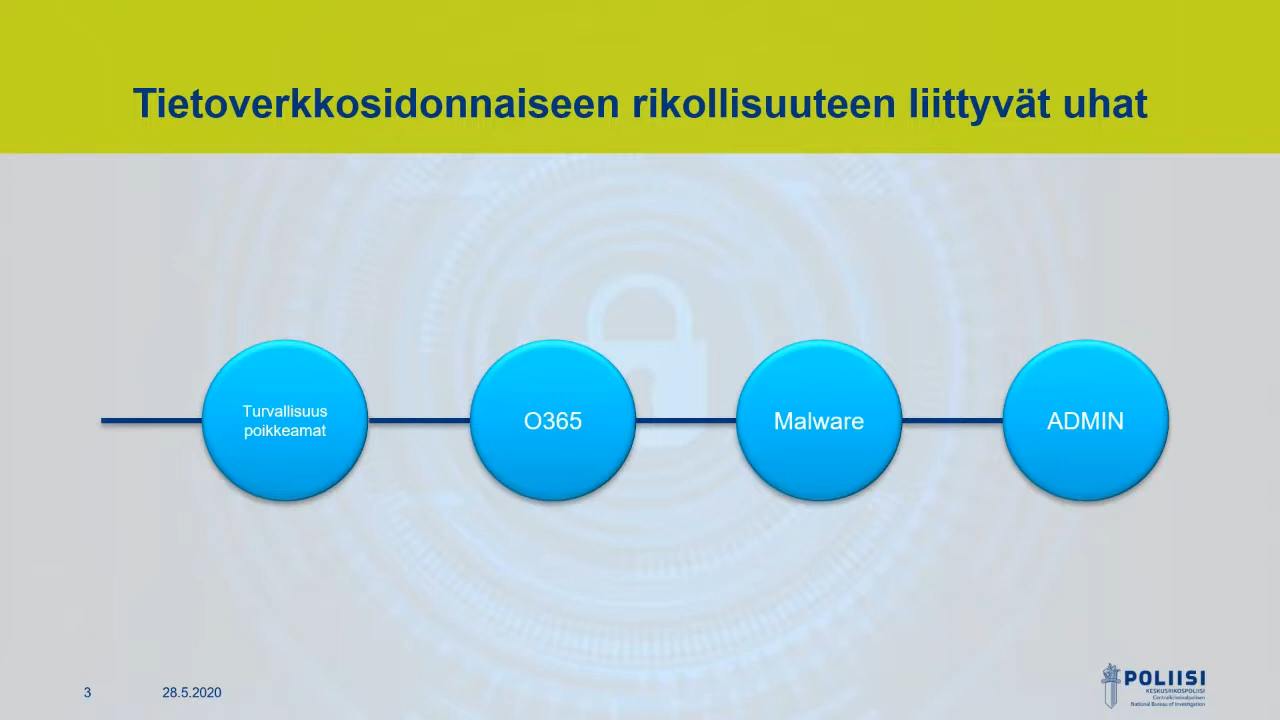 Tietoverkkosidonnaiseen rikollisuuteen liittyvät uhat
Turvallisuus
poikkeamat
O365
Malware
ADMIN
3
28.5.2020
POLIISI
KESKUSRIKOSPOLIISI
Centralkriminalpolisen
National Bureau of Investigation